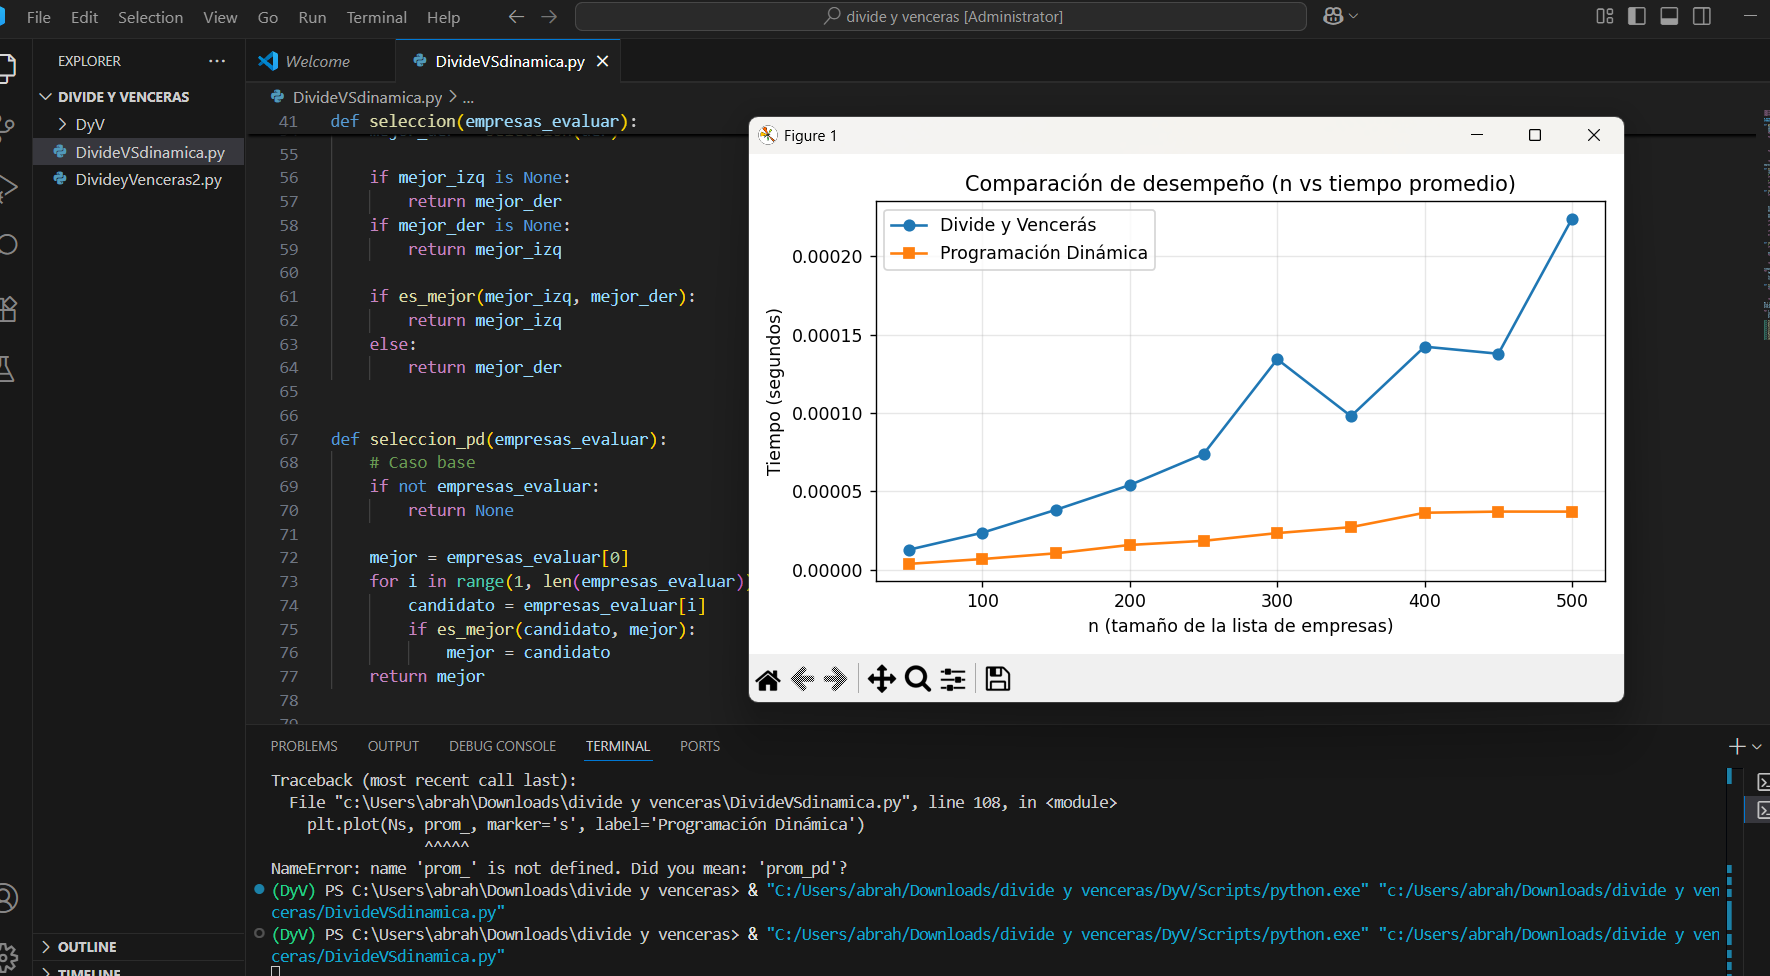 File Edit Selection View Go Run Terminal Help
divide y venceras [Administrator]
EXPLORER
Welcome
DivideVSdinamica.py
DIVIDE Y VENCERAS
DyV
DivideVSdinamica.py
DivideyVenceras2.py
OUTLINE
TIMELINE
DivideVSdinamica.py > ...
41 def seleccion(empresas_evaluar):
55
56 if mejor_izq is None:
57 return mejor_der
58 if mejor_der is None:
59 return mejor_izq
60
61 if es_mejor(mejor_izq, mejor_der):
62 return mejor_izq
63 else:
64 return mejor_der
65
66
67 def seleccion_pd(empresas_evaluar):
68 # Caso base
69 if not empresas_evaluar:
70 return None
71
72 mejor = empresas_evaluar[0]
73 for i in range(1, len(empresas_evaluar))
74 candidato = empresas_evaluar[i]
75 if es_mejor(candidato, mejor):
76 mejor = candidato
77 return mejor
78
79
Figure 1
Comparación de desempeño (n vs tiempo promedio)
Divide y Vencerás
Programación Dinámica
Tiempo (segundos)
0.00020
0.00015
0.00010
0.00005
0.00000
100 200 300 400 500
n (tamaño de la lista de empresas)
PROBLEMS OUTPUT DEBUG CONSOLE TERMINAL PORTS
Traceback (most recent call last):
File "c:\Users\abrah\Downloads\divide y venceras\DivideVSdinamica.py", line 108, in <module>
plt.plot(Ns, prom_, marker='s', label='Programación Dinámica')
^^^^^
NameError: name 'prom_' is not defined. Did you mean: 'prom_pd'?
(DyV) PS C:\Users\abrah\Downloads\divide y venceras> & "C:/Users/abrah/Downloads/divide y venceras/DyV/Scripts/python.exe" "c:/Users/abrah/Downloads/divide y ven
ceras/DivideVSdinamica.py"
(DyV) PS C:\Users\abrah\Downloads\divide y venceras> & "C:/Users/abrah/Downloads/divide y venceras/DyV/Scripts/python.exe" "c:/Users/abrah/Downloads/divide y ven
ceras/DivideVSdinamica.py"